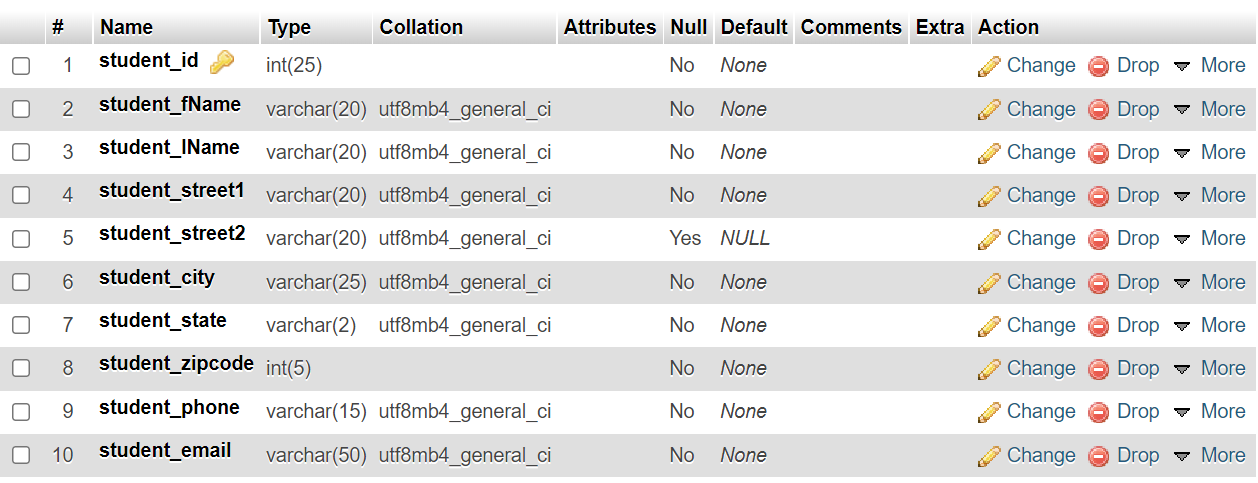 # Name Type Collation Attributes Null Default Comments Extra Action
1 student_id int(25) No None Change Drop More
2 student_fName varchar(20) utf8mb4_general_ci No None Change Drop More
3 student_lName varchar(20) utf8mb4_general_ci No None Change Drop More
4 student_street1 varchar(20) utf8mb4_general_ci No None Change Drop More
5 student_street2 varchar(20) utf8mb4_general_ci Yes NULL Change Drop More
6 student_city varchar(25) utf8mb4_general_ci No None Change Drop More
7 student_state varchar(2) utf8mb4_general_ci No None Change Drop More
8 student_zipcode int(5) No None Change Drop More
9 student_phone varchar(15) utf8mb4_general_ci No None Change Drop More
10 student_email varchar(50) utf8mb4_general_ci No None Change Drop More